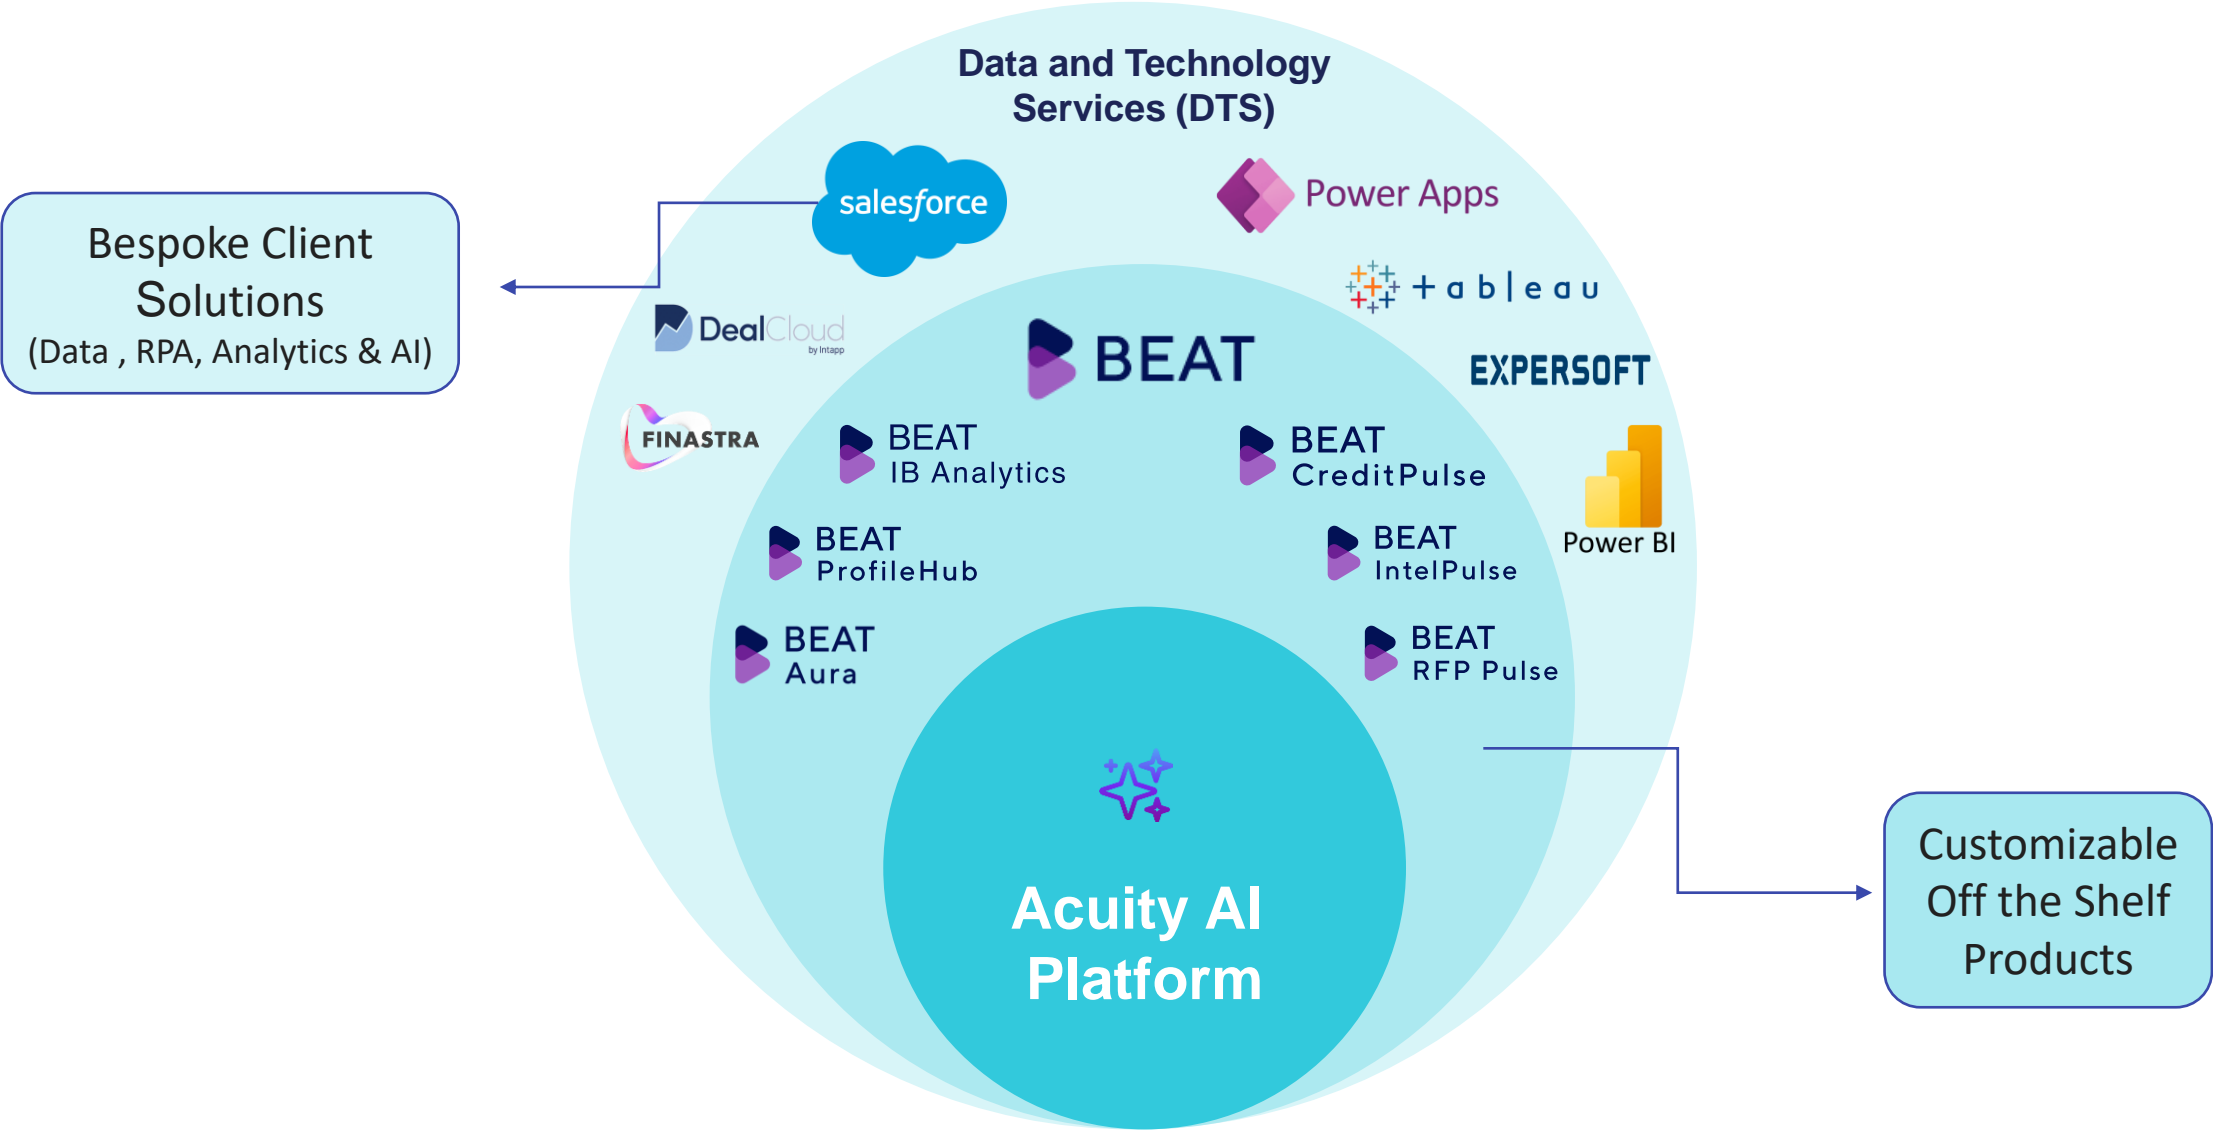 Data and Technology
Services (DTS)
salesforce
Power Apps
Bespoke Client
Solutions
(Data , RPA, Analytics & AI)
DealCloud
by Intapp
+ableau
EXPERSOFT
FINASTRA
Power BI
BEAT
BEAT
IB Analytics
BEAT
CreditPulse
BEAT
ProfileHub
BEAT
IntelPulse
BEAT
Aura
BEAT
RFP Pulse
Acuity AI
Platform
Customizable
Off the Shelf
Products